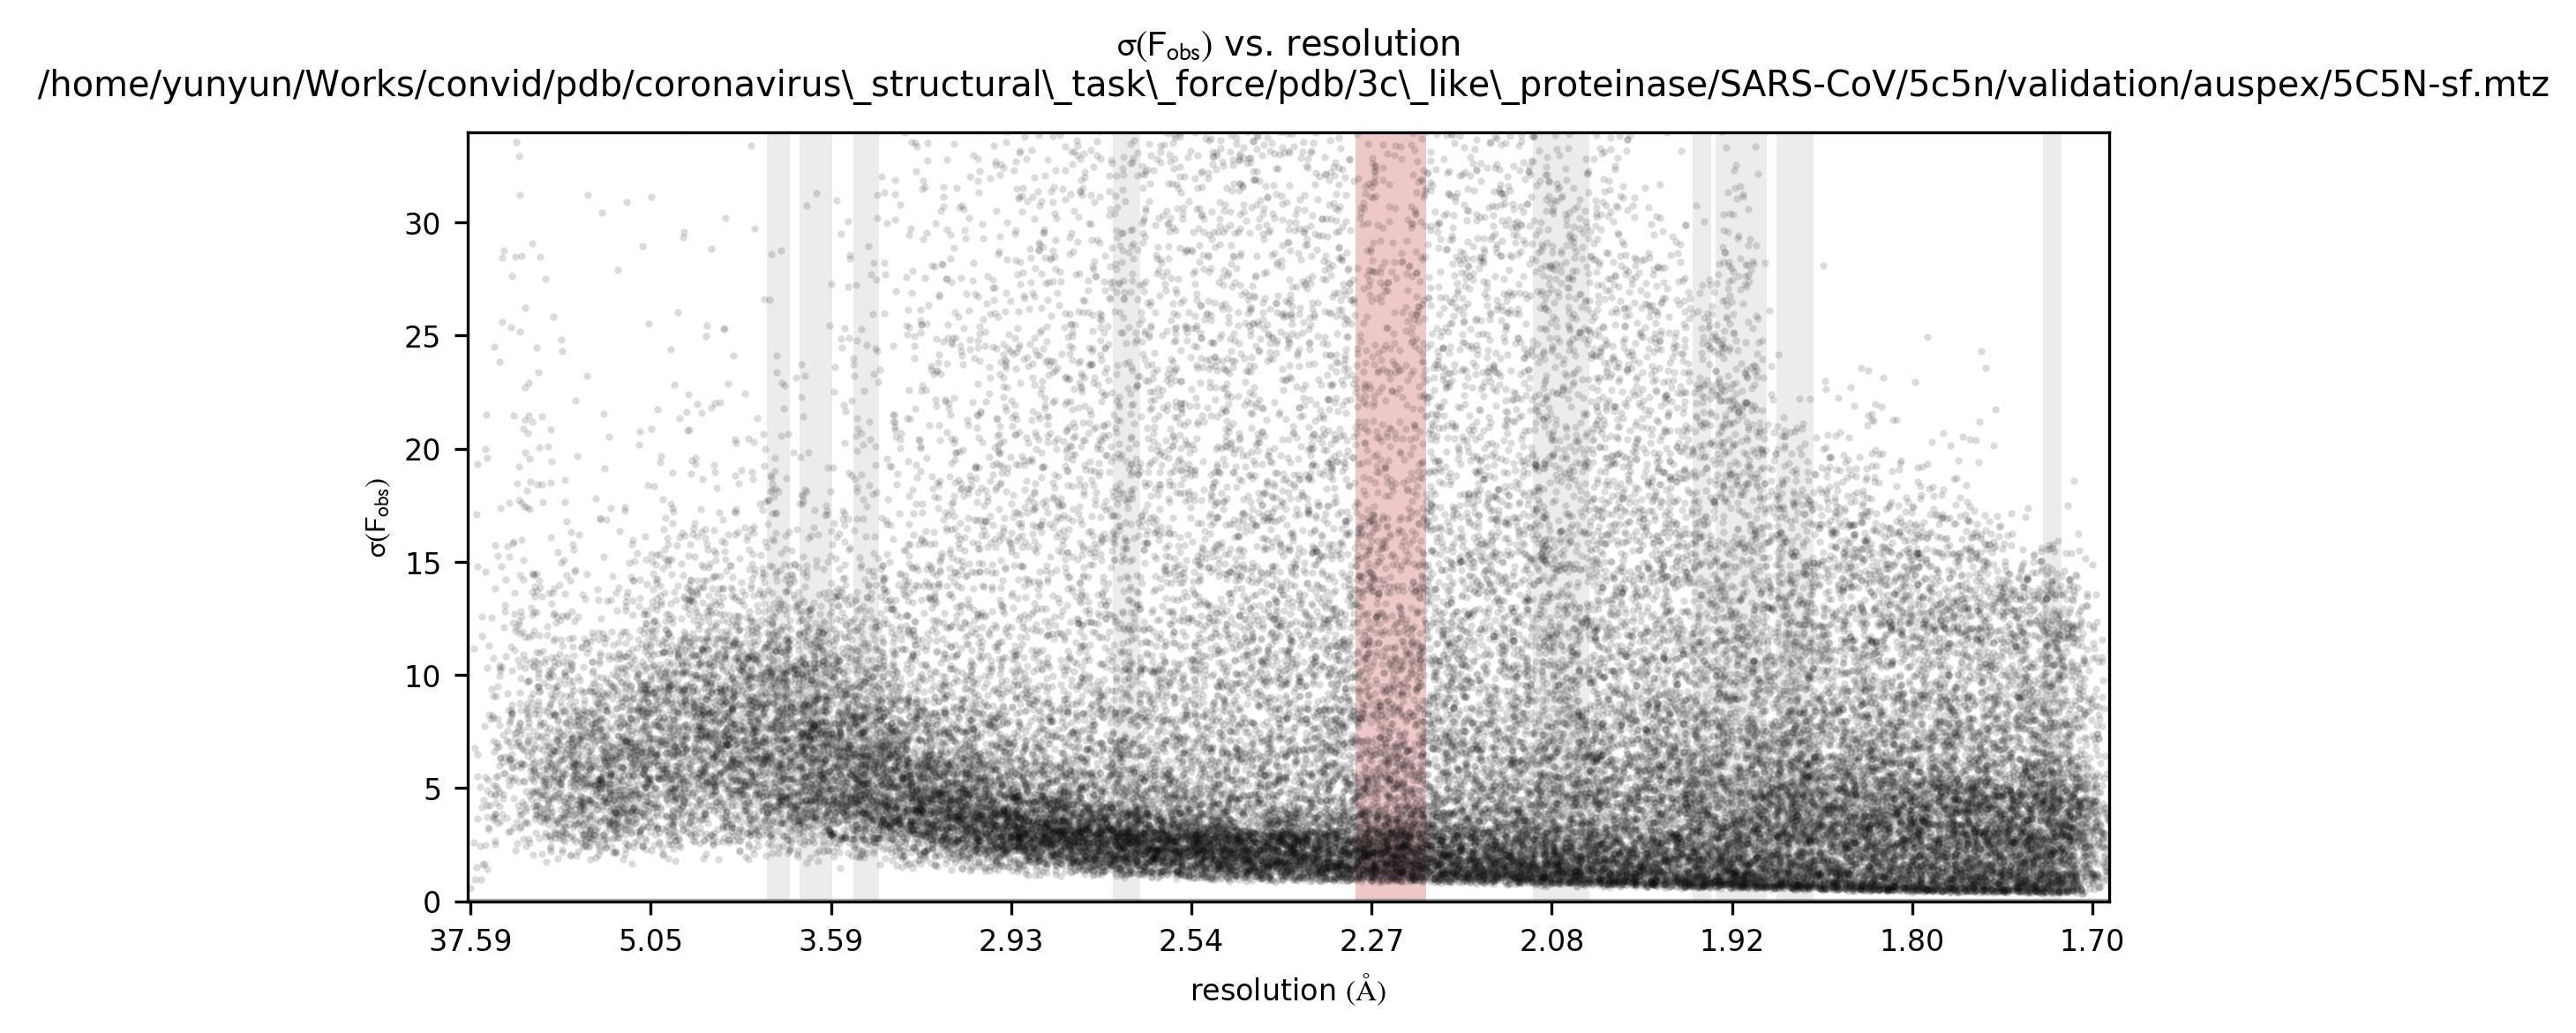 σ(Fobs) vs. resolution
/home/yunyun/Works/convid/pdb/coronavirus\_structural\_task\_force/pdb/3c\_like\_proteinase/SARS-CoV/5c5n/validation/auspex/5C5N-sf.mtz
σ(Fobs)
30
25
20
15
10
5
0
37.59 5.05 3.59 2.93 2.54 2.27 2.08 1.92 1.80 1.70
resolution (Å)